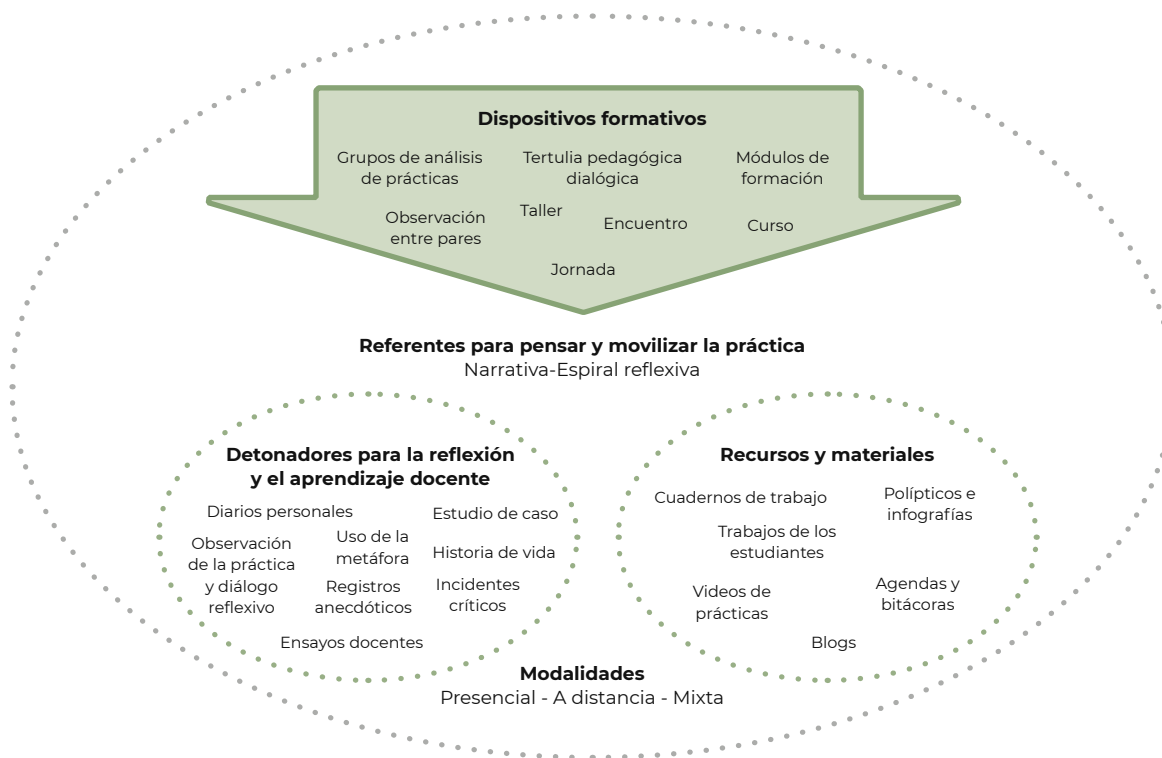 Dispositivos formativos
Grupos de análisis
de prácticas
Tertulia pedagógica
dialógica
Módulos de
formación
Observación
entre pares
Taller
Encuentro
Curso
Jornada
Referentes para pensar y movilizar la práctica
Narrativa-Espiral reflexiva
Detonadores para la reflexión
y el aprendizaje docente
Diarios personales
Estudio de caso
Observación
de la práctica
y diálogo
reflexivo
Uso de la
metáfora
Historia de vida
Registros
anecdóticos
Incidentes
críticos
Ensayos docentes
Recursos y materiales
Cuadernos de trabajo
Polípticos e
infografías
Trabajos de los
estudiantes
Videos de
prácticas
Agendas y
bitácoras
Blogs
Modalidades
Presencial - A distancia - Mixta